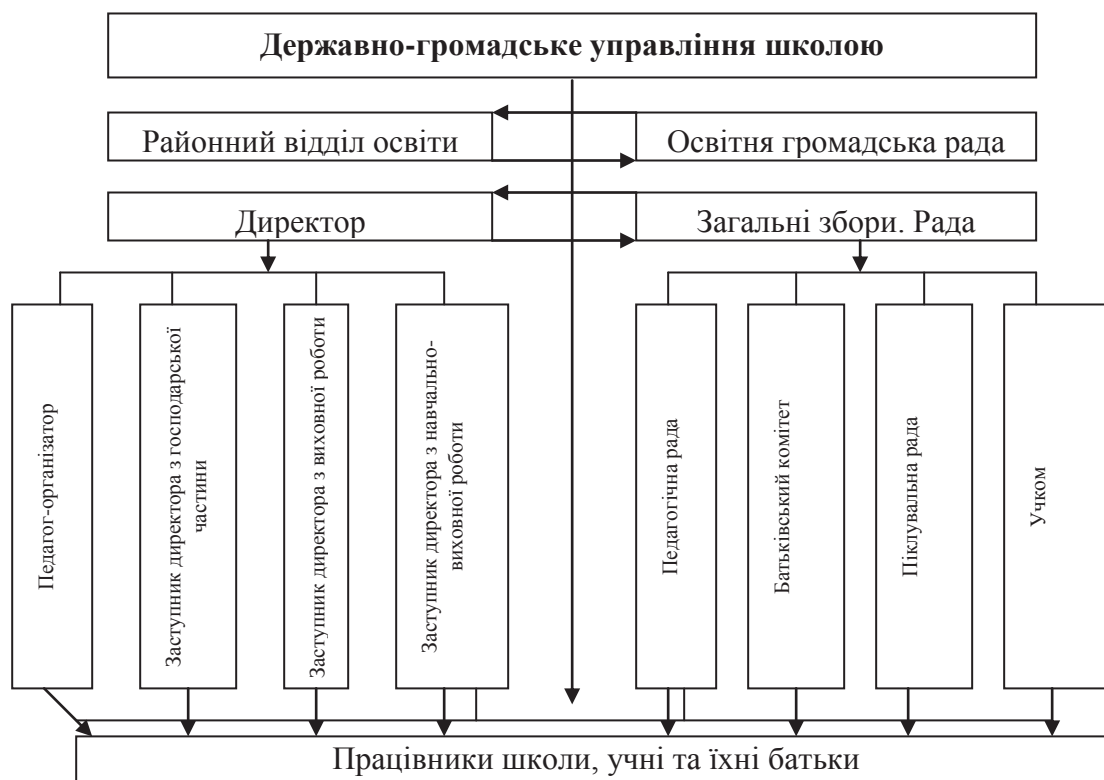 Державно-громадське управління школою
Районний відділ освіти
Освітня громадська рада
Директор
Загальні збори. Рада
Педагог-організатор
Заступник директора з господарської
частини
Заступник директора з виховної роботи
Заступник директора з навчально-
виховної роботи
Педагогічна рада
Батьківський комітет
Піклувальна рада
Учком
Працівники школи, учні та їхні батьки